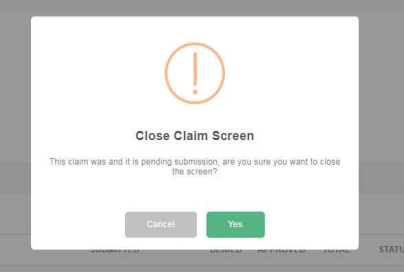 Close Claim Screen
This claim was and it is pending submission, are you sure you want to close
the screen?
Cancel
Yes
SUBMITTED DENIED APPROVED TOTAL STATU